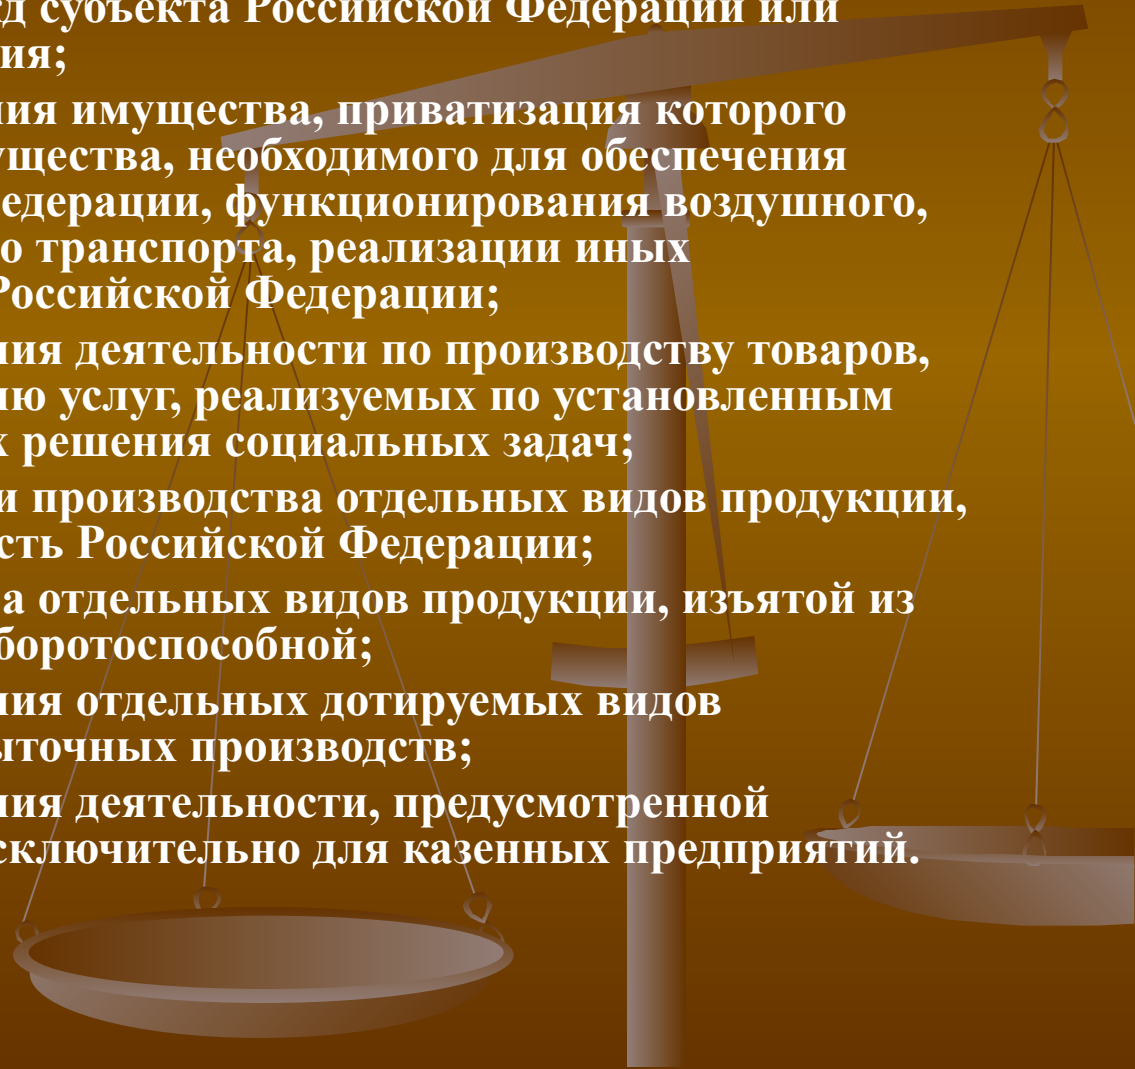 субъекта Российской Федерации или
ия;
ния имущества, приватизация которого
ущества, необходимого для обеспечения
едерации, функционирования воздушного,
о транспорта, реализации иных
Российской Федерации;
ния деятельности по производству товаров,
ию услуг, реализуемых по установленным
х решения социальных задач;
и производства отдельных видов продукции,
сть Российской Федерации;
а отдельных видов продукции, изъятой из
боротоспособной;
ния отдельных дотируемых видов
ыточных производств;
ния деятельности, предусмотренной
сключительно для казенных предприятий.